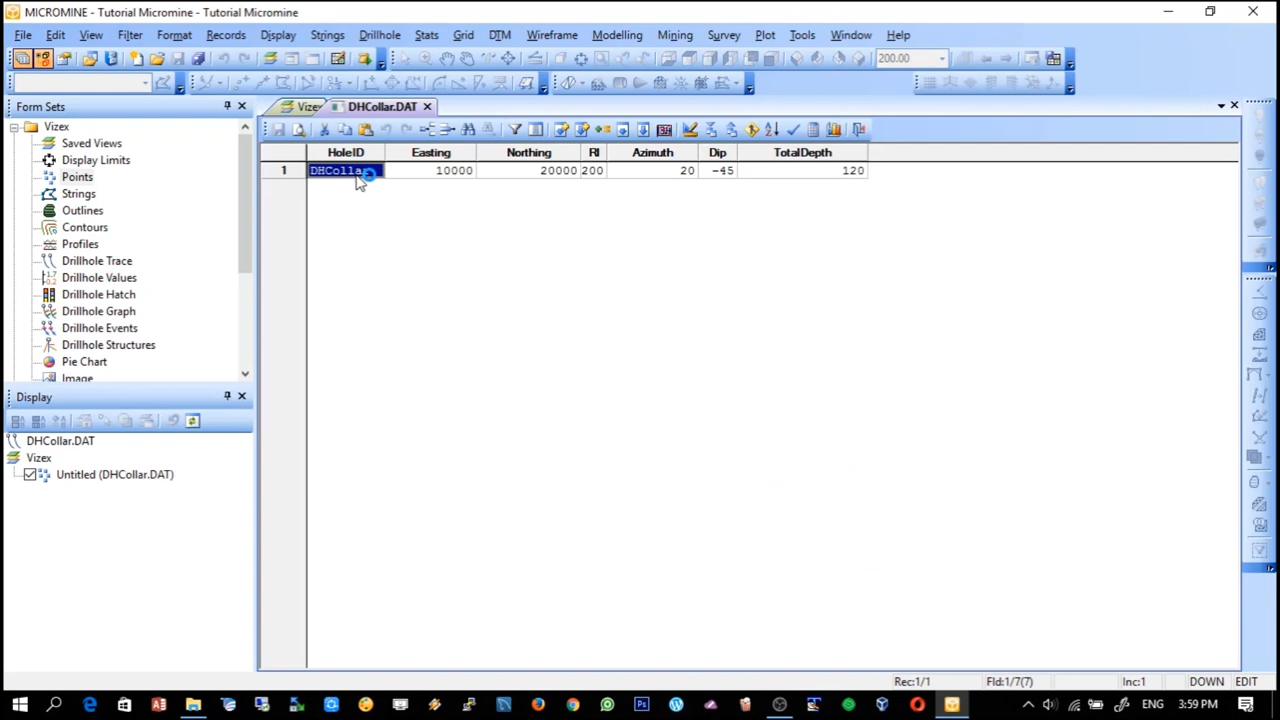 MICROMINE - Tutorial Micromine - Tutorial Micromine
File Edit View Filter Format Records Display Strings Drillhole Stats Grid DTM Wireframe Modelling Mining Survey Plot Tools Window Help
200.00
Form Sets
Vizex
Saved Views
Display Limits
Points
Strings
Outlines
Contours
Profiles
Drillhole Trace
Drillhole Values
Drillhole Hatch
Drillhole Graph
Drillhole Events
Drillhole Structures
Pie Chart
Image
Display
DHCollar.DAT
Vizex
Untitled (DHCollar.DAT)
Vizex DHCollar.DAT
HoleID Easting Northing Rl Azimuth Dip TotalDepth
1 DHCollar 10000 20000 200 20 -45 120
Rec:1/1 Fld:1/7(7) Inc:1 DOWN EDIT
ENG 3:59 PM